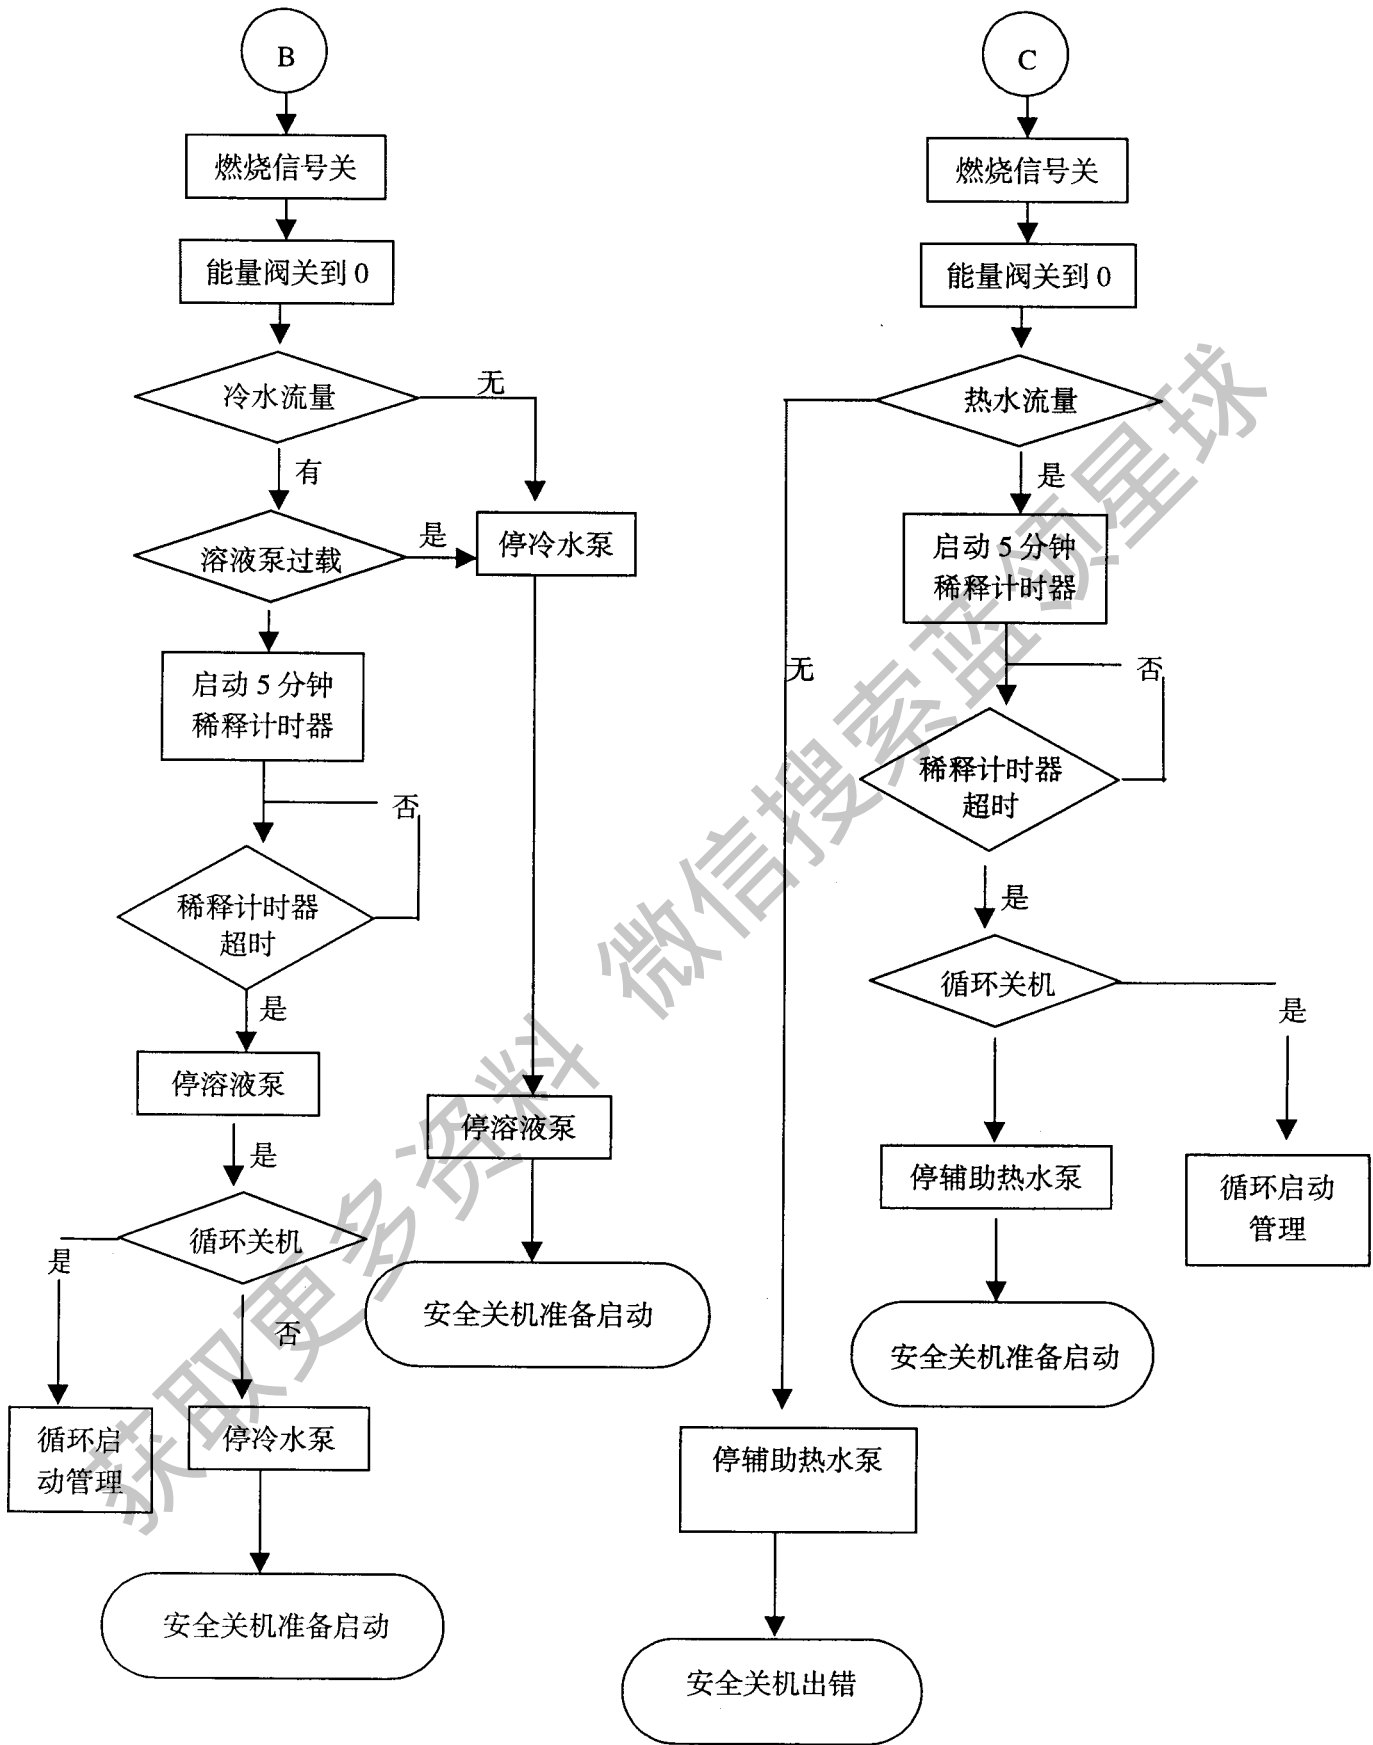 B
燃烧信号关
能量阀关到 0
冷水流量
无
有
溶液泵过载
是
停冷水泵
启动 5 分钟
稀释计时器
否
稀释计时器
超时
是
停溶液泵
是
循环关机
是
否
循环启
动管理
停冷水泵
安全关机准备启动
停溶液泵
安全关机准备启动
C
燃烧信号关
能量阀关到 0
热水流量
无
是
启动 5 分钟
稀释计时器
否
稀释计时器
超时
是
循环关机
是
停辅助热水泵
循环启动
管理
安全关机准备启动
停辅助热水泵
安全关机出错
获取更多资料 微信搜索蓝领星球